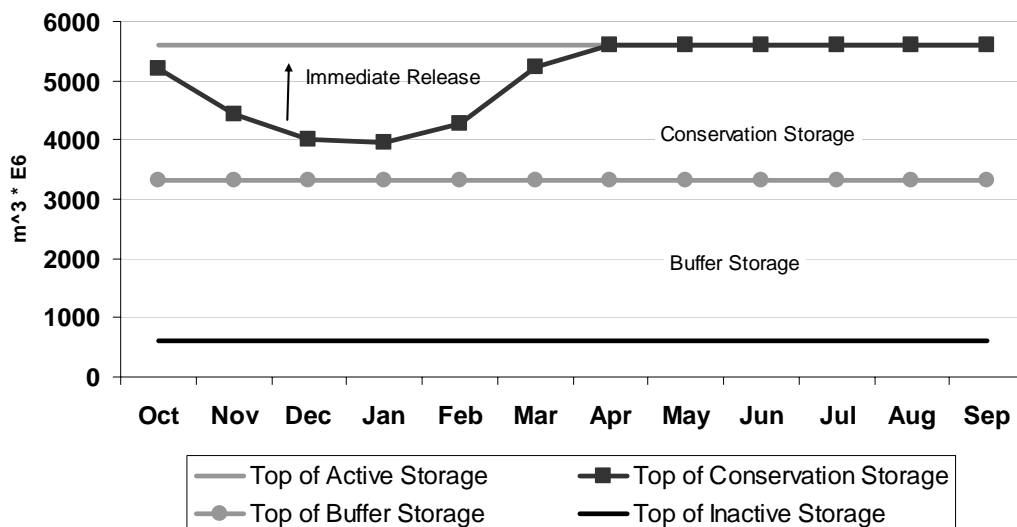 6000
5000
4000
3000
2000
1000
0
m^3 * E6
Immediate Release
Conservation Storage
Buffer Storage
Oct Nov Dec Jan Feb Mar Apr May Jun Jul Aug Sep
Top of Active Storage Top of Conservation Storage
Top of Buffer Storage Top of Inactive Storage